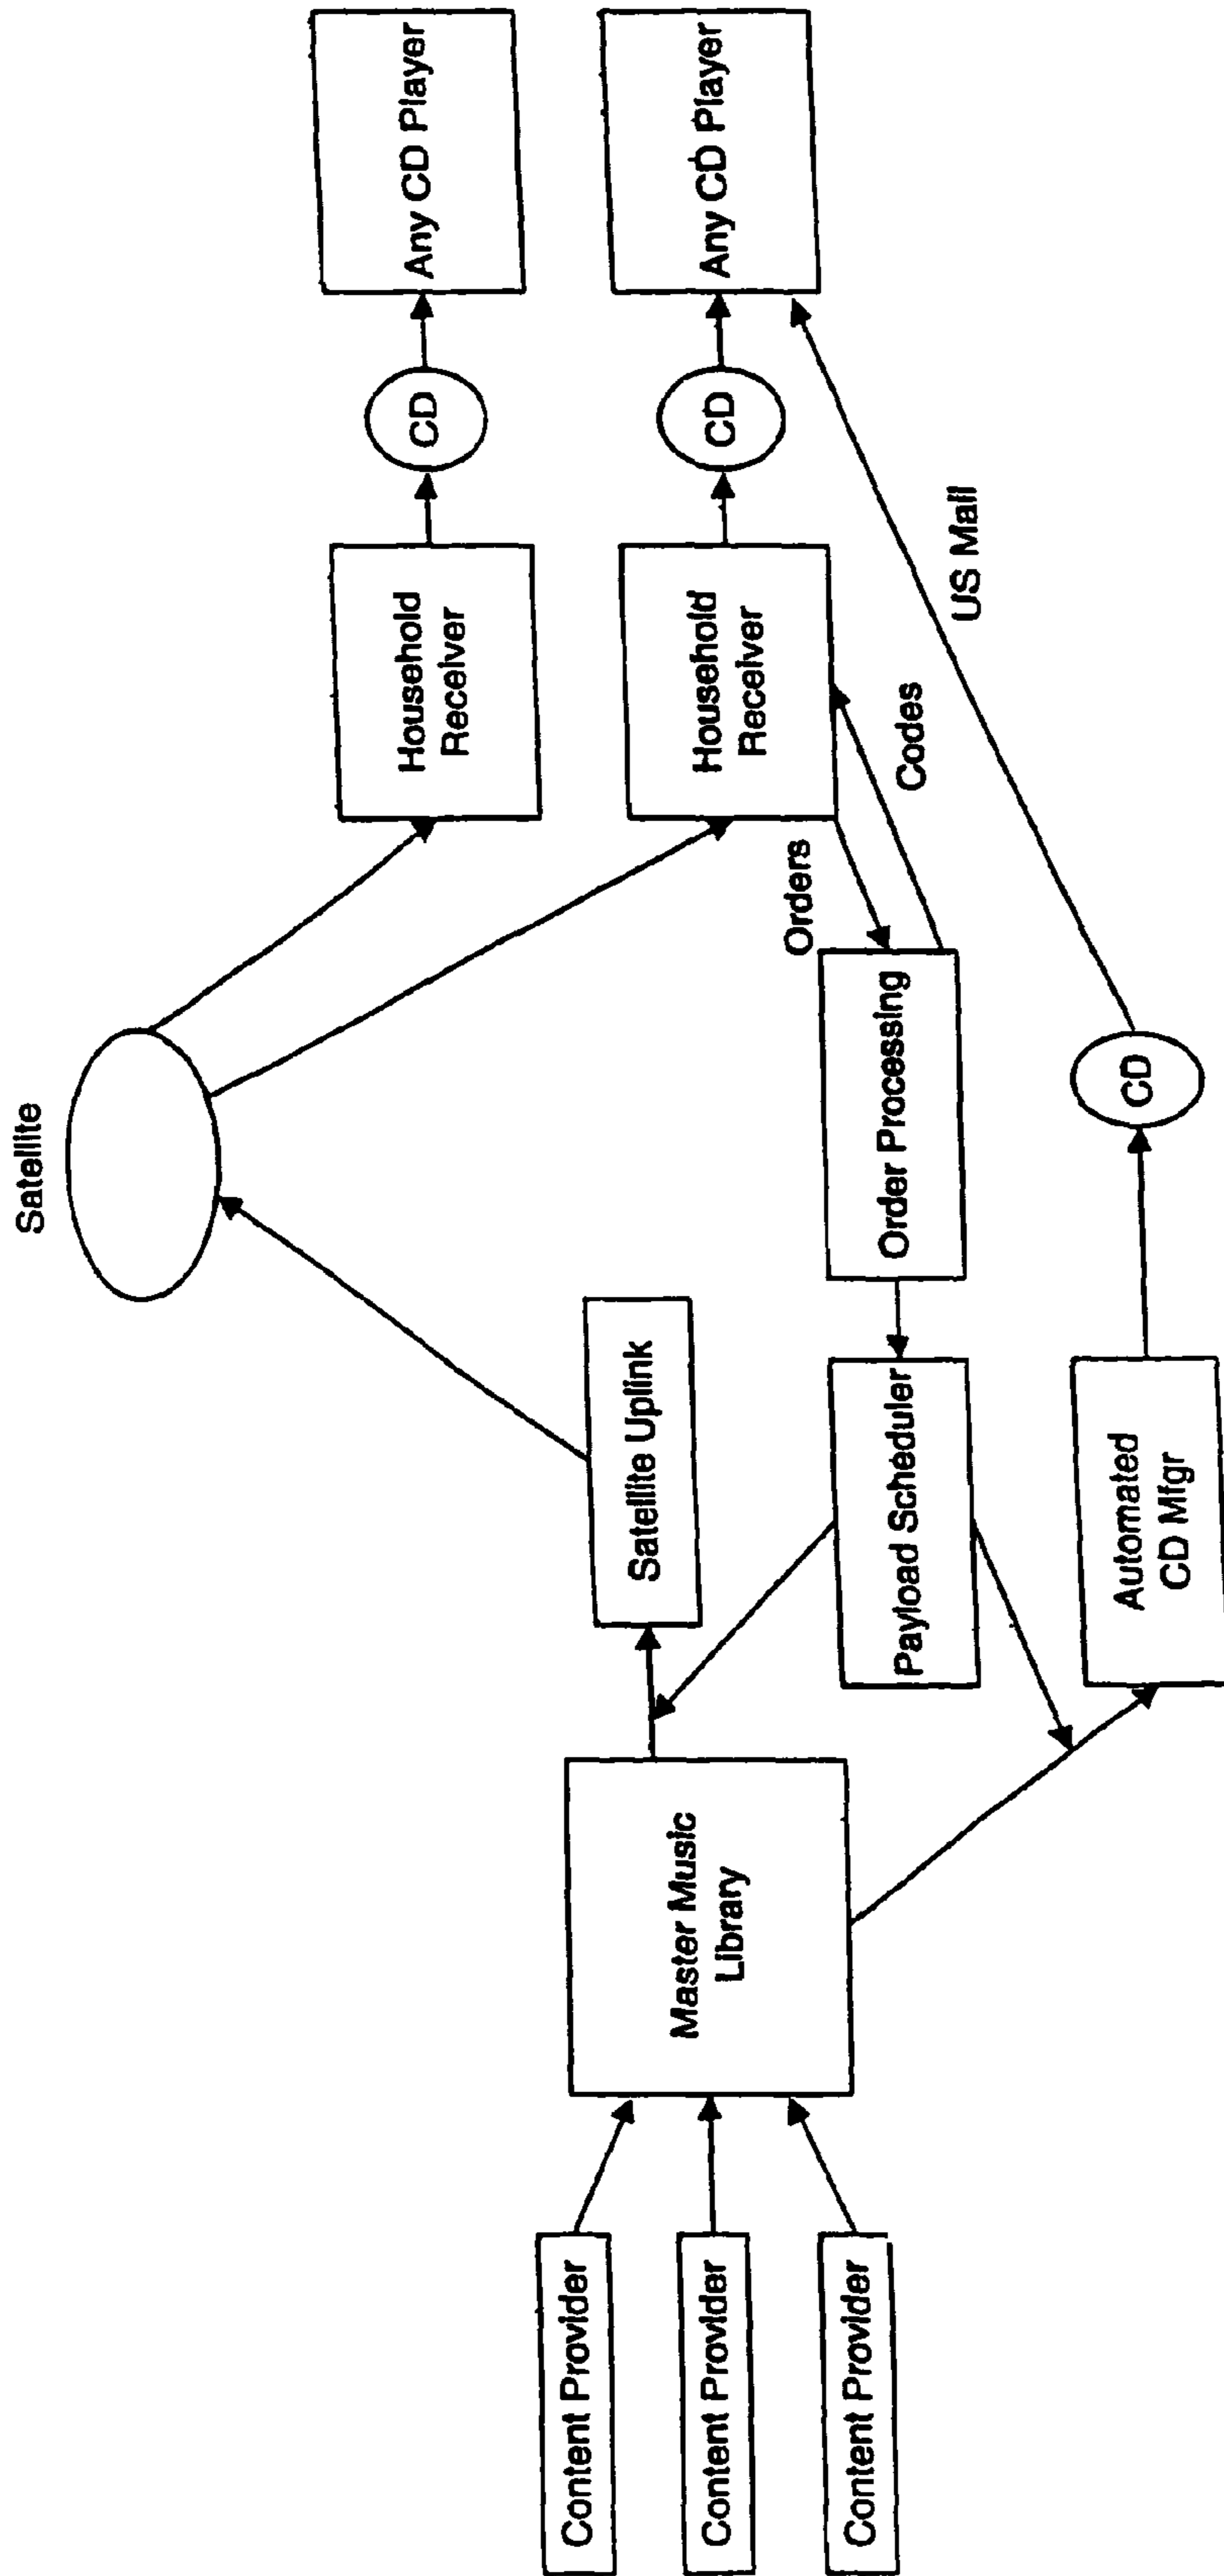 Satellite
Content Provider
Content Provider
Content Provider
Master Music
Library
Satellite Uplink
Household
Receiver
CD
Any CD Player
Household
Receiver
CD
Any CD Player
Orders
Codes
Payload Scheduler
Order Processing
US Mail
Automated
CD Mfgr
CD